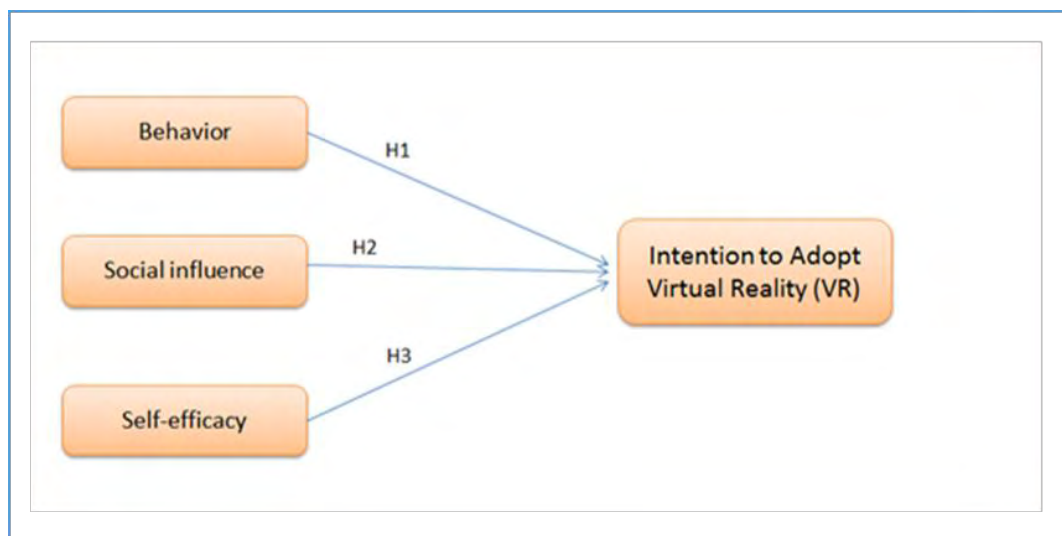 Behavior
H1
Social influence
H2
Intention to Adopt
Virtual Reality (VR)
H3
Self-efficacy